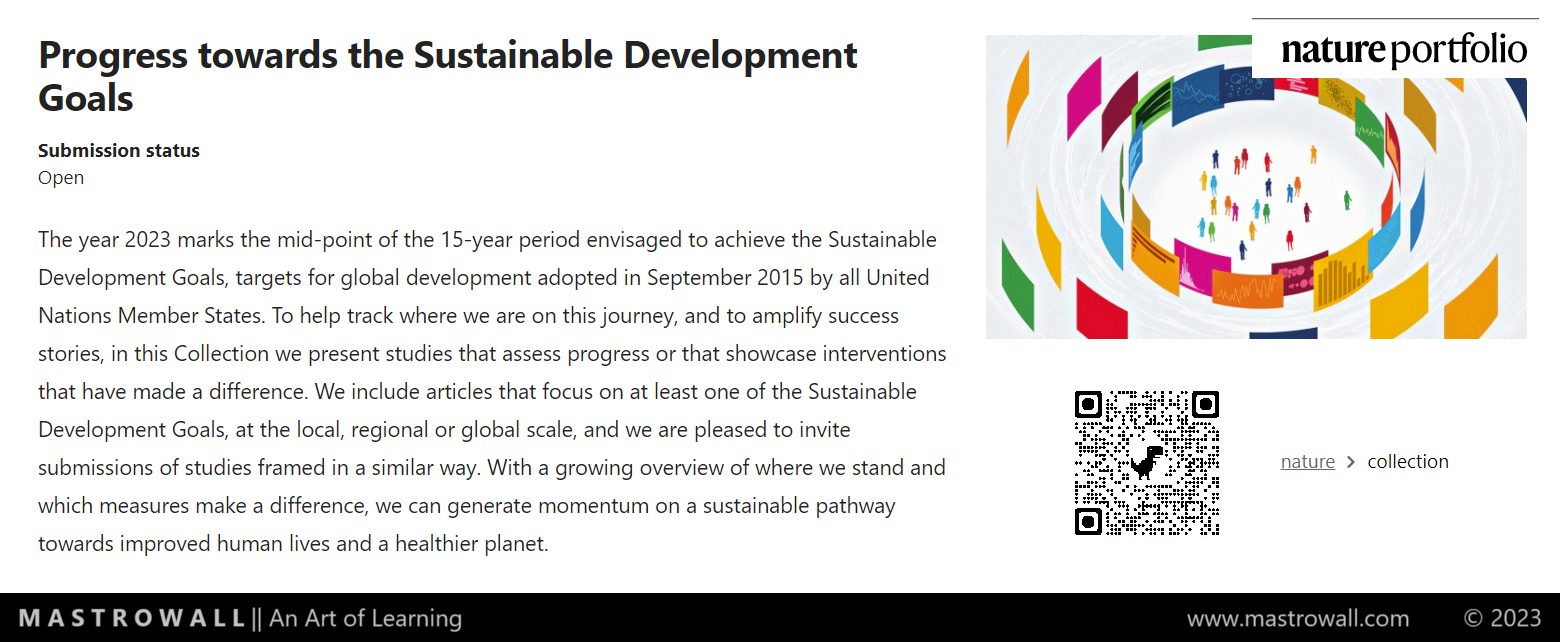 Progress towards the Sustainable Development
Goals
Submission status
Open
The year 2023 marks the mid-point of the 15-year period envisaged to achieve the Sustainable
Development Goals, targets for global development adopted in September 2015 by all United
Nations Member States. To help track where we are on this journey, and to amplify success
stories, in this Collection we present studies that assess progress or that showcase interventions
that have made a difference. We include articles that focus on at least one of the Sustainable
Development Goals, at the local, regional or global scale, and we are pleased to invite
submissions of studies framed in a similar way. With a growing overview of where we stand and
which measures make a difference, we can generate momentum on a sustainable pathway
towards improved human lives and a healthier planet.
nature portfolio
nature > collection
MASTROWALL || An Art of Learning
www.mastrowall.com © 2023